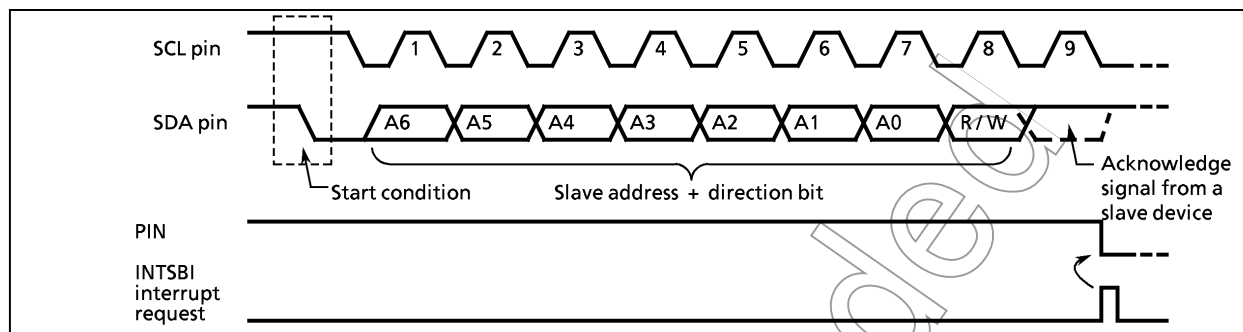 SCL pin
1 2 3 4 5 6 7 8 9
SDA pin
A6 A5 A4 A3 A2 A1 A0 R / W
Start condition
Slave address + direction bit
Acknowledge
signal from a
slave device
PIN
INTSBI
interrupt
request